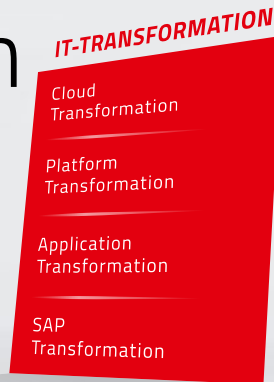 IT-TRANSFORMATION
Cloud
Transformation
Platform
Transformation
Application
Transformation
SAP
Transformation